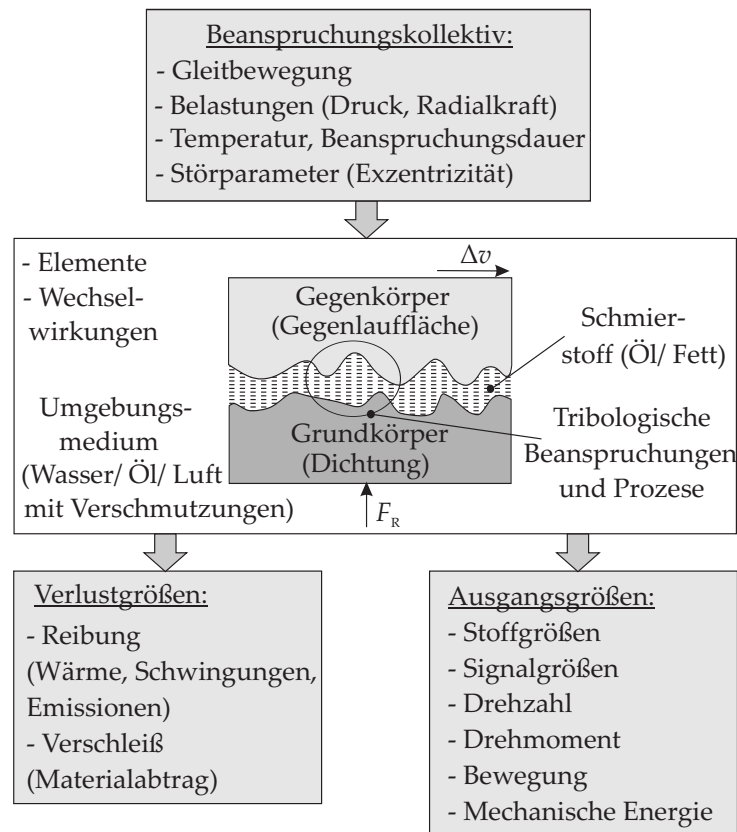 Beanspruchungskollektiv:
- Gleitbewegung
- Belastungen (Druck, Radialkraft)
- Temperatur, Beanspruchungsdauer
- Störparameter (Exzentrizität)
- Elemente
- Wechsel-
wirkungen
Umgebungs-
medium
(Wasser/ Öl/ Luft
mit Verschmutzungen)
Δv
Gegenkörper
(Gegenlauffläche)
Grundkörper
(Dichtung)
F_R
Schmier-
stoff (Öl/ Fett)
Tribologische
Beanspruchungen
und Prozese
Verlustgrößen:
- Reibung
(Wärme, Schwingungen,
Emissionen)
- Verschleiß
(Materialabtrag)
Ausgangsgrößen:
- Stoffgrößen
- Signalgrößen
- Drehzahl
- Drehmoment
- Bewegung
- Mechanische Energie